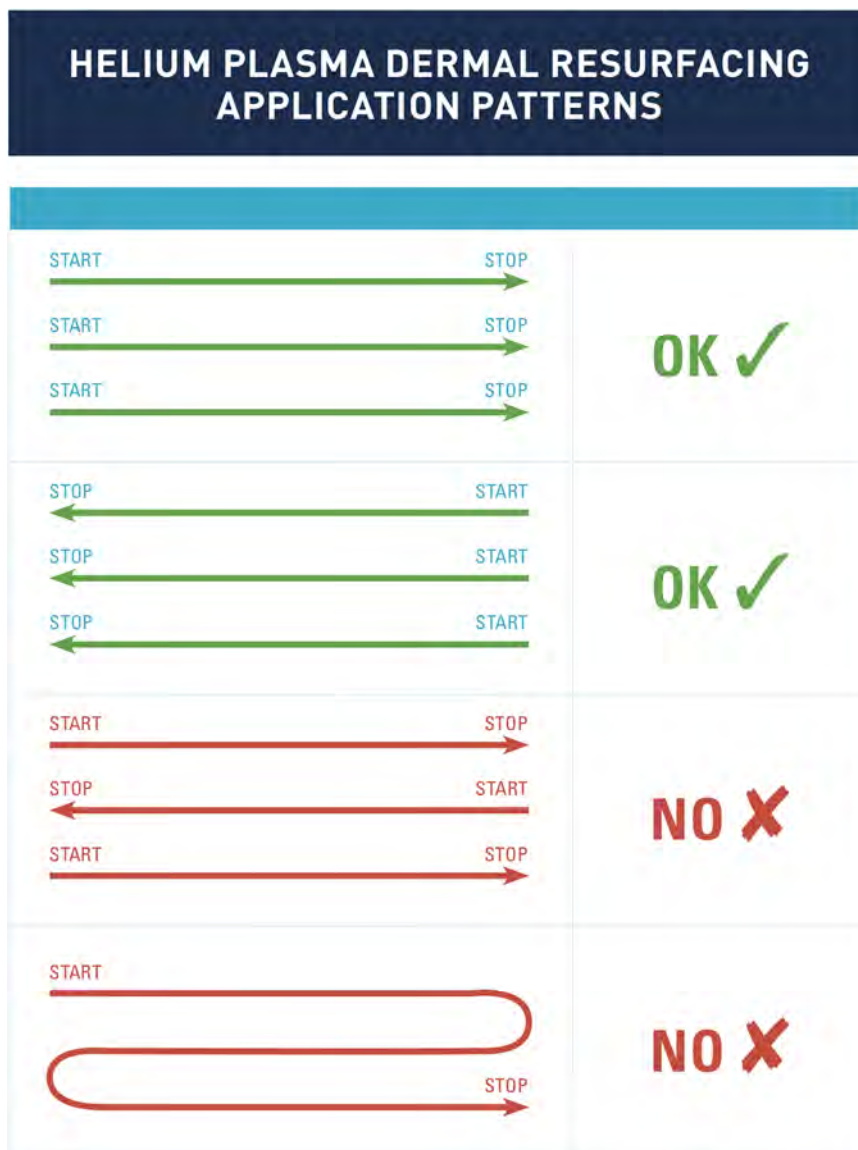 HELIUM PLASMA DERMAL RESURFACING
APPLICATION PATTERNS
START STOP
START STOP
START STOP
OK ✓
STOP START
STOP START
STOP START
OK ✓
START STOP
STOP START
START STOP
NO ✗
START
STOP
NO ✗